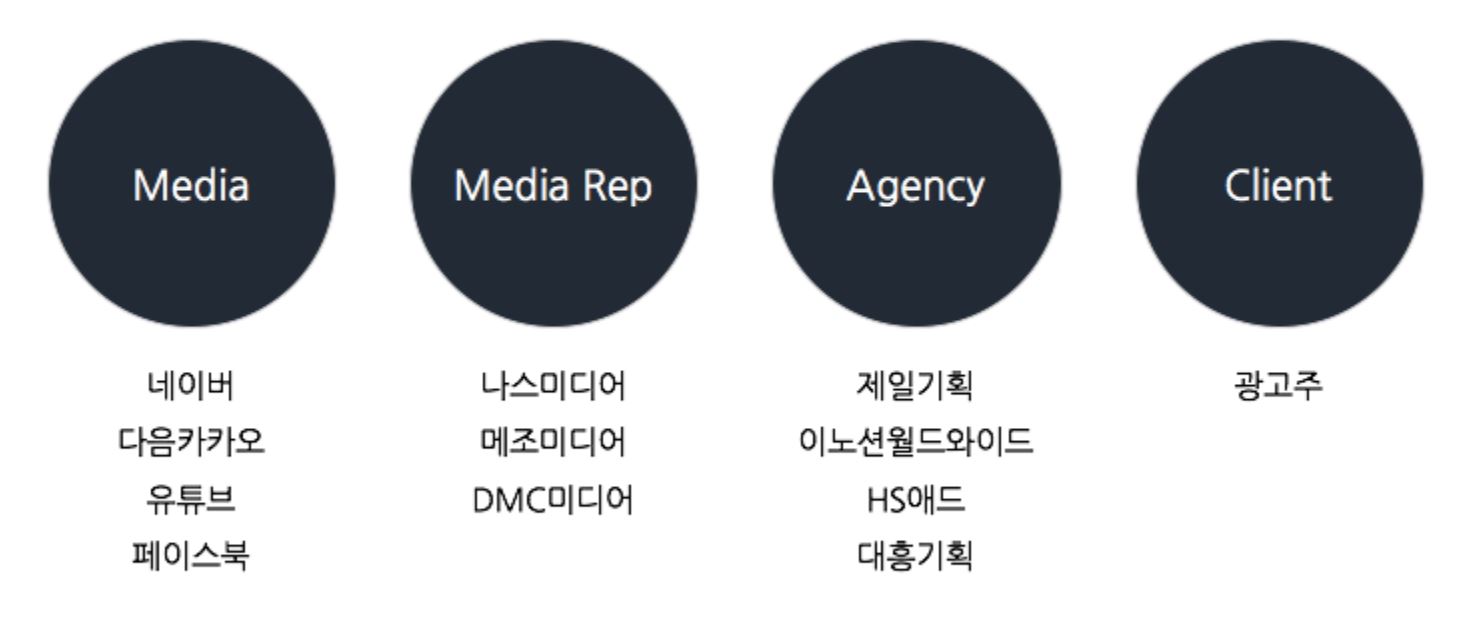 Media
Media Rep
Agency
Client
네이버
다음카카오
유튜브
페이스북
나스미디어
메조미디어
DMC미디어
제일기획
이노션월드와이드
HS애드
대흥기획
광고주